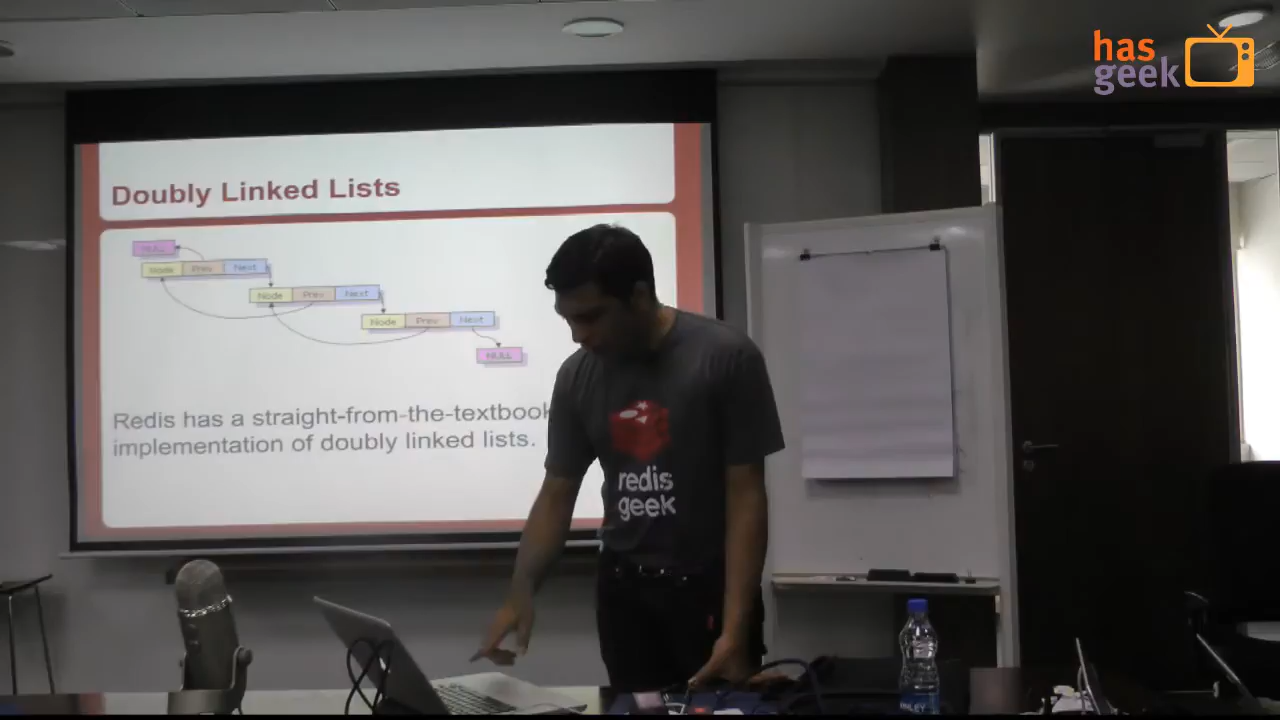 has
geek
Doubly Linked Lists
NULL
Node Prev Next
Node Prev Next
Node Prev Next
NULL
Redis has a straight-from-the-textbook
implementation of doubly linked lists.
redis
geek